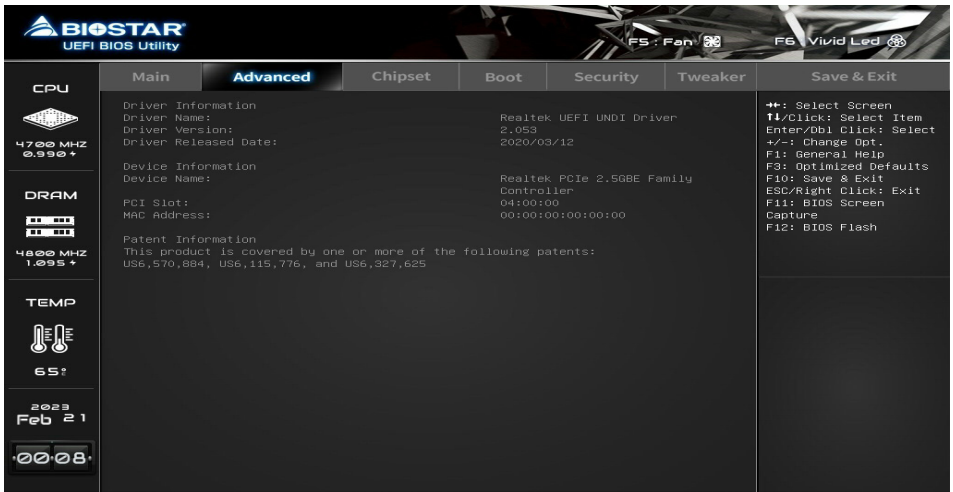 BIOSTAR
UEFI BIOS Utility
F5 : Fan
F6 : Vivid Led
Main Advanced Chipset Boot Security Tweaker Save & Exit
CPU
4700 MHZ
0.990
DRAM
4800 MHZ
1.095
TEMP
65
2023
Feb 21
00:08
Driver Information
Driver Name: Realtek UEFI UNDI Driver
Driver Version: 2.053
Driver Released Date: 2020/03/12
Device Information
Device Name: Realtek PCIe 2.5GBE Family
Controller
PCI Slot: 04:00:00
MAC Address: 00:00:00:00:00:00
Patent Information
This product is covered by one or more of the following patents:
US6,570,884, US6,115,776, and US6,327,625
→←: Select Screen
↑↓/Click: Select Item
Enter/Dbl Click: Select
+/-: Change Opt.
F1: General Help
F3: Optimized Defaults
F10: Save & Exit
ESC/Right Click: Exit
F11: BIOS Screen
Capture
F12: BIOS Flash